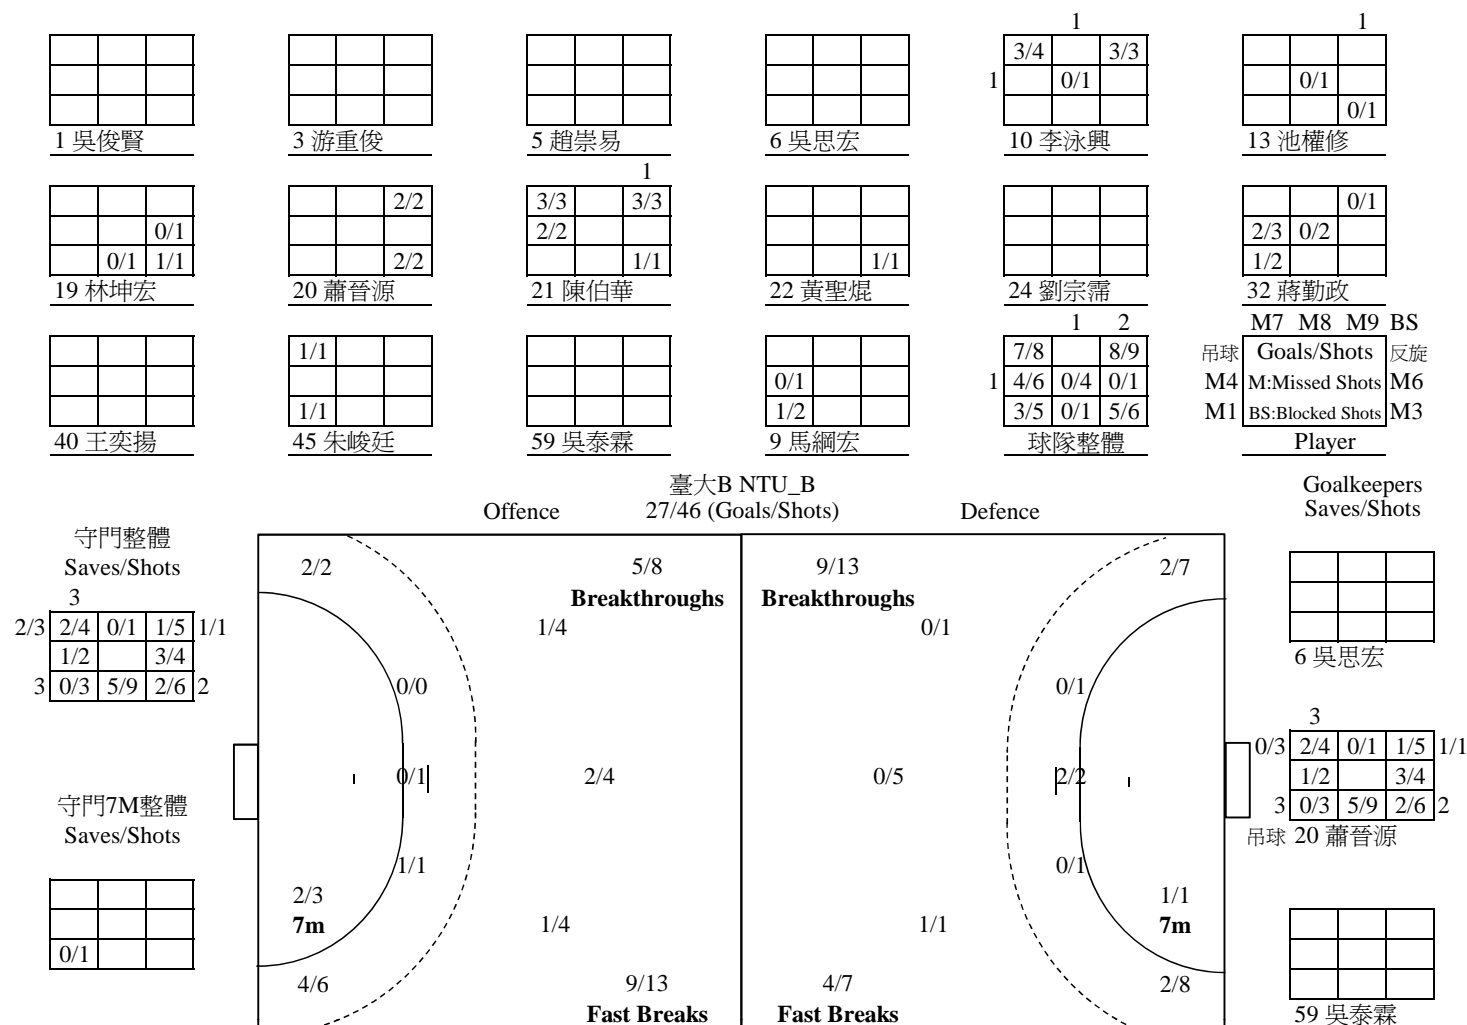 1 1
3/4 3/3
1 0/1 0/1
0/1
1 吳俊賢 3 游重俊 5 趙崇易 6 吳思宏 10 李泳興 13 池權修
1
2/2 3/3 3/3 0/1
0/1 2/2 2/3 0/2
0/1 1/1 2/2 1/1 1/1 1/2
19 林坤宏 20 蕭晉源 21 陳伯華 22 黃聖焜 24 劉宗霈 32 蔣勤政
1 2 M7 M8 M9 BS
1/1 7/8 8/9 吊球 Goals/Shots 反旋
0/1 1 4/6 0/4 0/1 M4 M:Missed Shots M6
1/1 1/2 3/5 0/1 5/6 M1 BS:Blocked Shots M3
40 王奕揚 45 朱峻廷 59 吳泰霖 9 馬綱宏 球隊整體 Player
臺大B NTU_B
Offence 27/46 (Goals/Shots) Defence
Goalkeepers
Saves/Shots
守門整體
Saves/Shots
3
2/3 2/4 0/1 1/5 1/1
1/2 3/4
3 0/3 5/9 2/6 2
守門7M整體
Saves/Shots
0/1
2/2 5/8
Breakthroughs
1/4
0/0
0/1 2/4
1/1
2/3
7m 1/4
4/6 9/13
Fast Breaks
9/13 2/7
Breakthroughs
0/1
0/1
0/5 2/2
0/1
1/1
1/1 7m
4/7 2/8
Fast Breaks
6 吳思宏
3
0/3 2/4 0/1 1/5 1/1
1/2 3/4
3 0/3 5/9 2/6 2
吊球 20 蕭晉源
59 吳泰霖